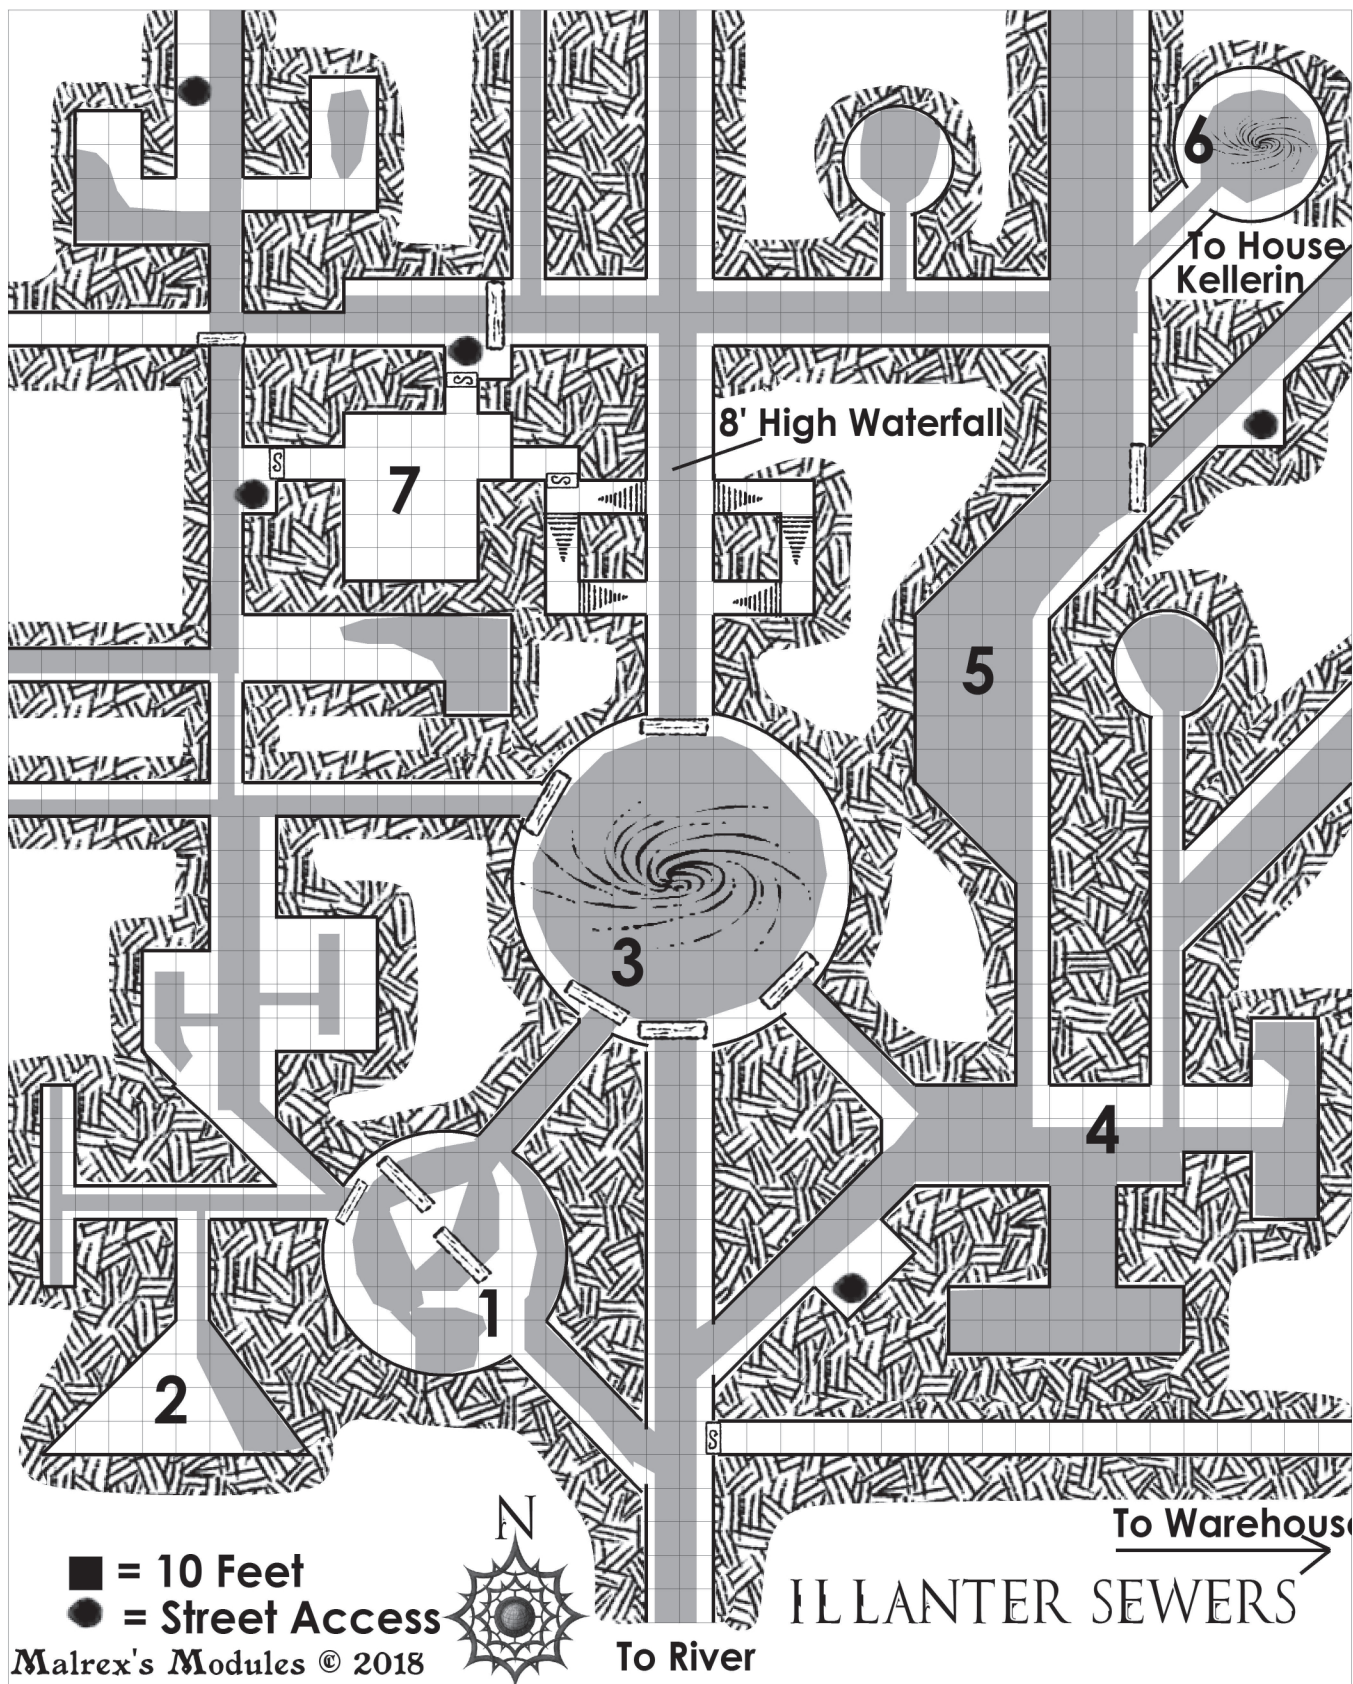 6
To House
Kellerin
8' High Waterfall
S
S
7
S
5
3
4
1
2
S
N
To Warehouse
= 10 Feet
= Street Access
ILLANTER SEWERS
Malrex's Modules © 2018
To River